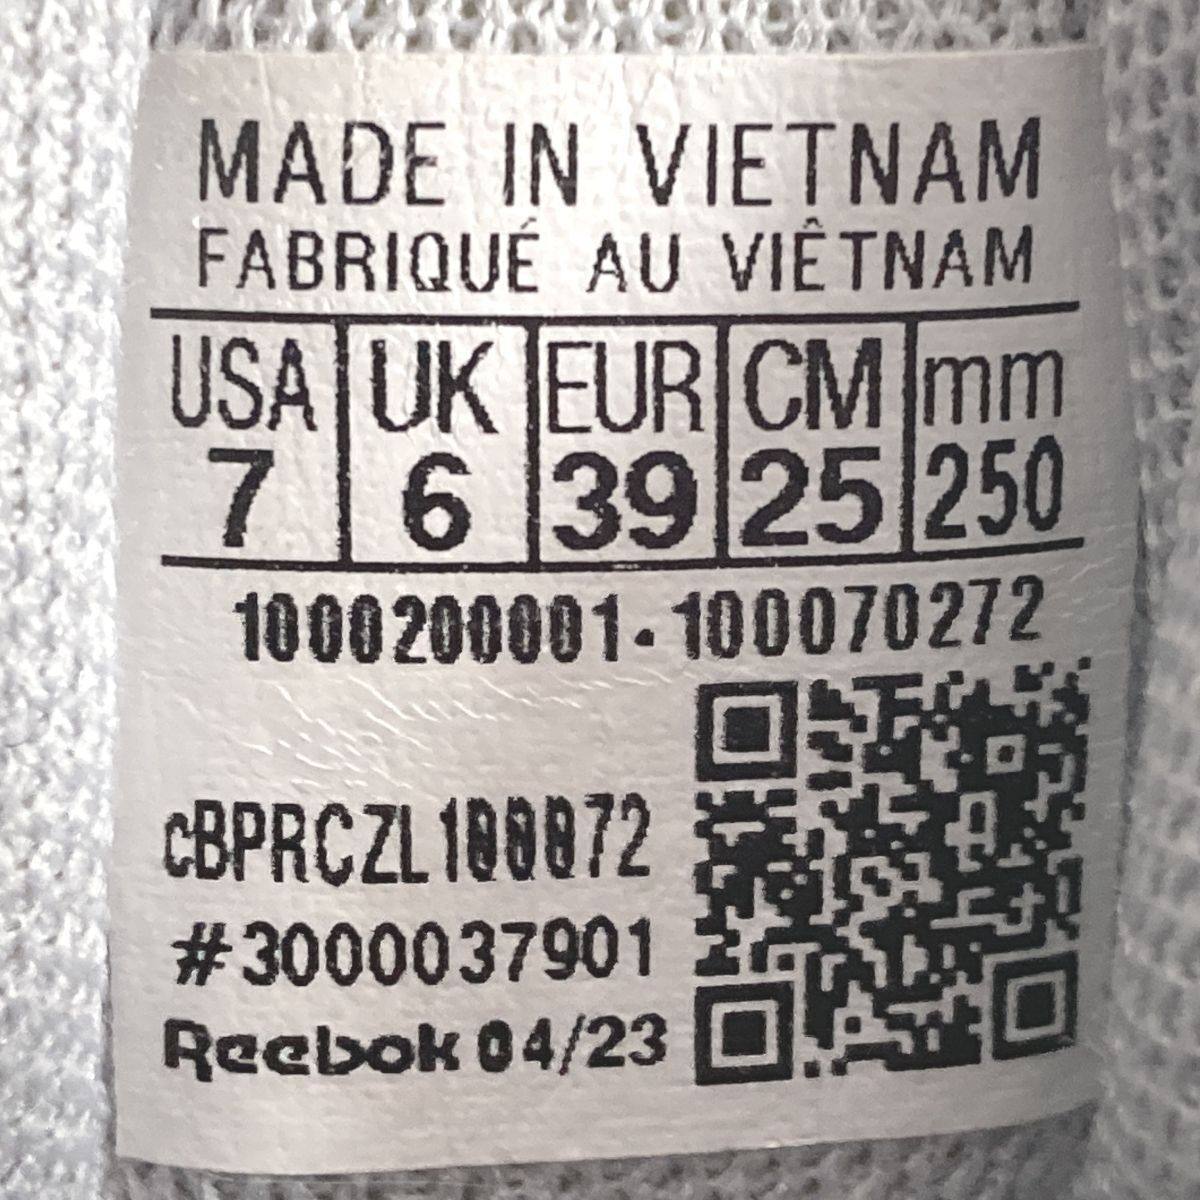 MADE IN VIETNAM
FABRIQUÉ AU VIÊTNAM
USA UK EUR CM mm
7 6 39 25 250
1000200001-100070272
cBPRCZL100072
#3000037901
Reebok 04/23